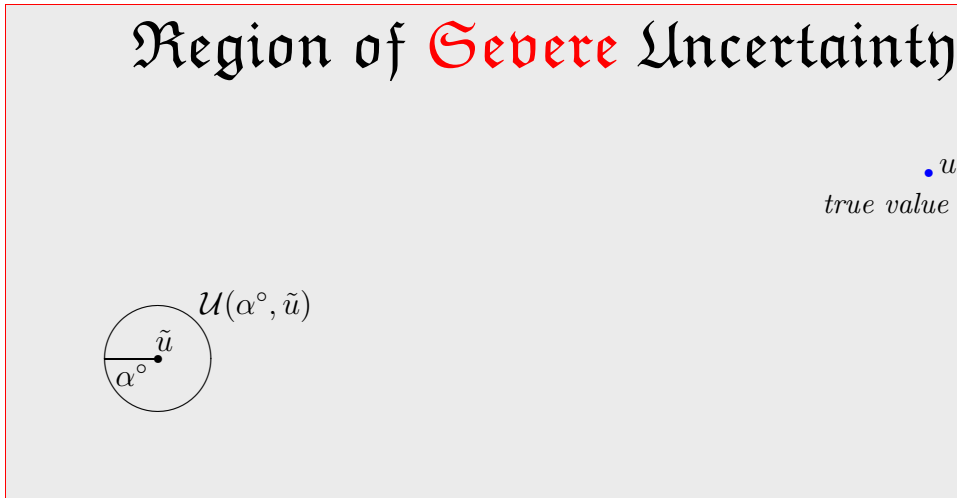 Region of Severe Uncertainty
u
true value
𝒰(α°, ũ)
ũ
α°